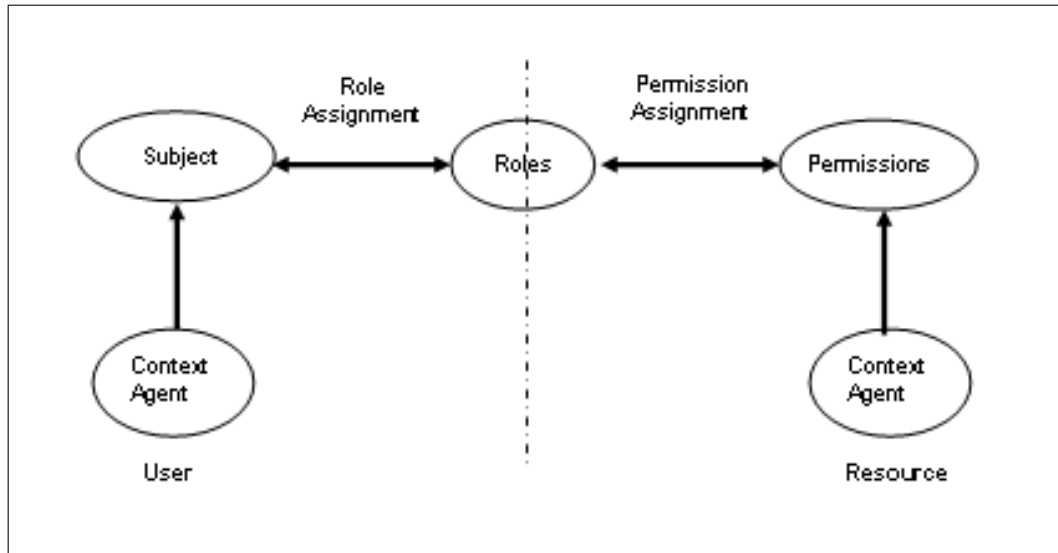 Role
Assignment
Permission
Assignment
Subject
Roles
Permissions
Context
Agent
Context
Agent
User
Resource